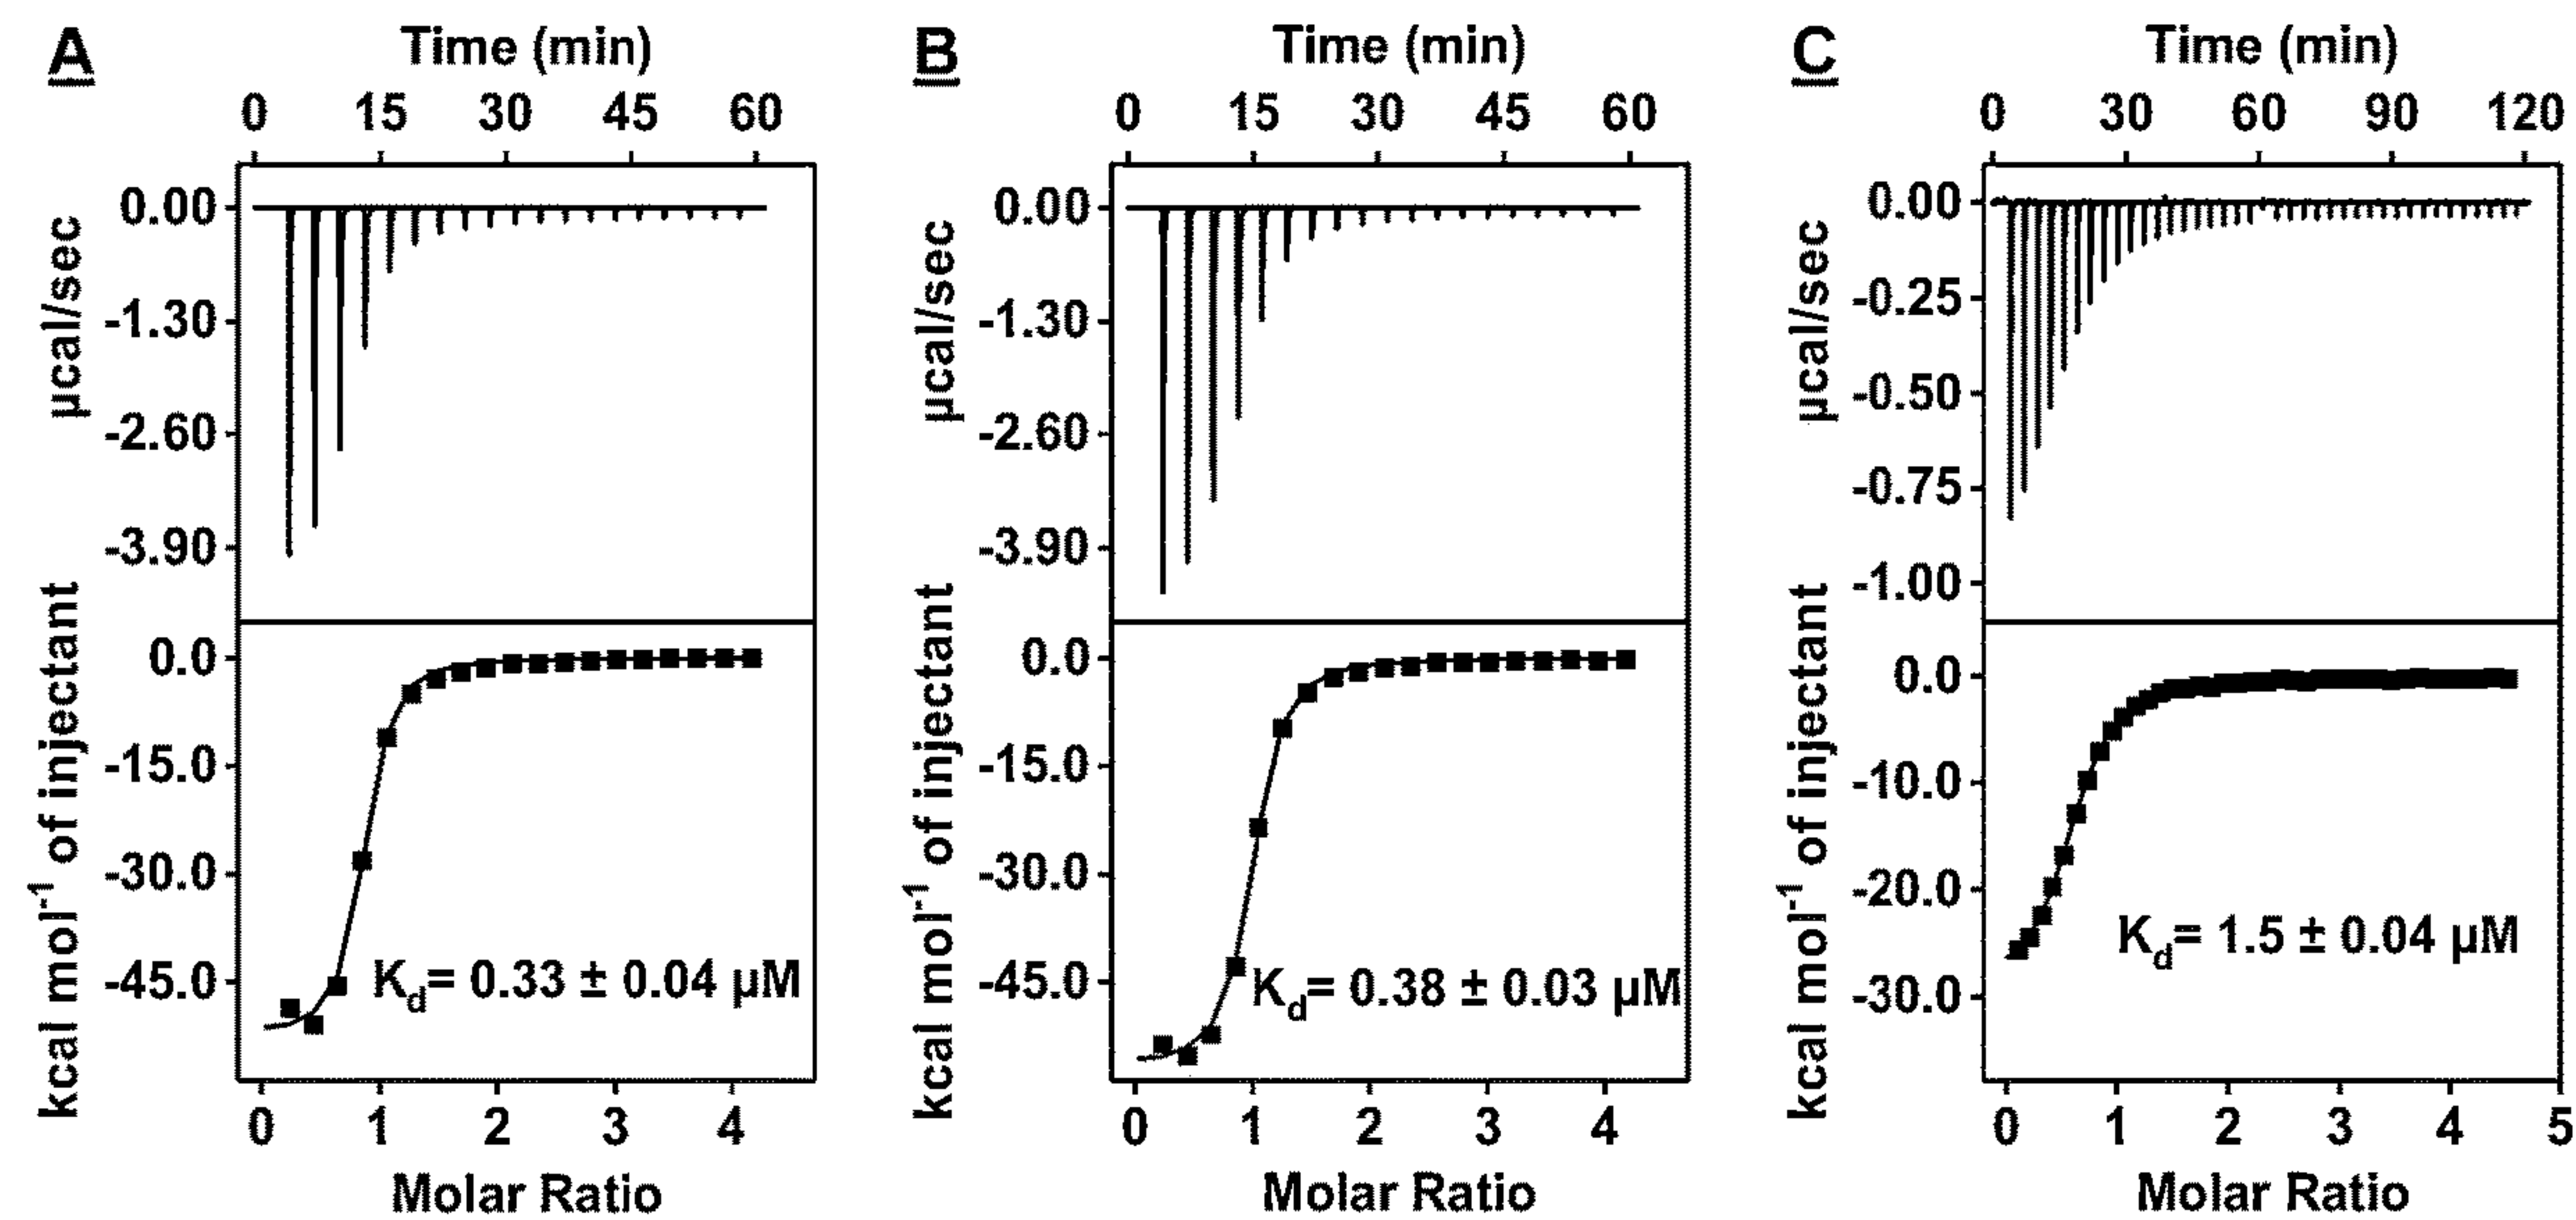 A
Time (min)
0 15 30 45 60
µcal/sec
0.00
-1.30
-2.60
-3.90
kcal mol-1 of injectant
0.0
-15.0
-30.0
-45.0
Kd= 0.33 ± 0.04 µM
0 1 2 3 4
Molar Ratio
B
Time (min)
0 15 30 45 60
µcal/sec
0.00
-1.30
-2.60
-3.90
kcal mol-1 of injectant
0.0
-15.0
-30.0
-45.0
Kd= 0.38 ± 0.03 µM
0 1 2 3 4
Molar Ratio
C
Time (min)
0 30 60 90 120
µcal/sec
0.00
-0.25
-0.50
-0.75
-1.00
kcal mol-1 of injectant
0.0
-10.0
-20.0
-30.0
Kd= 1.5 ± 0.04 µM
0 1 2 3 4 5
Molar Ratio